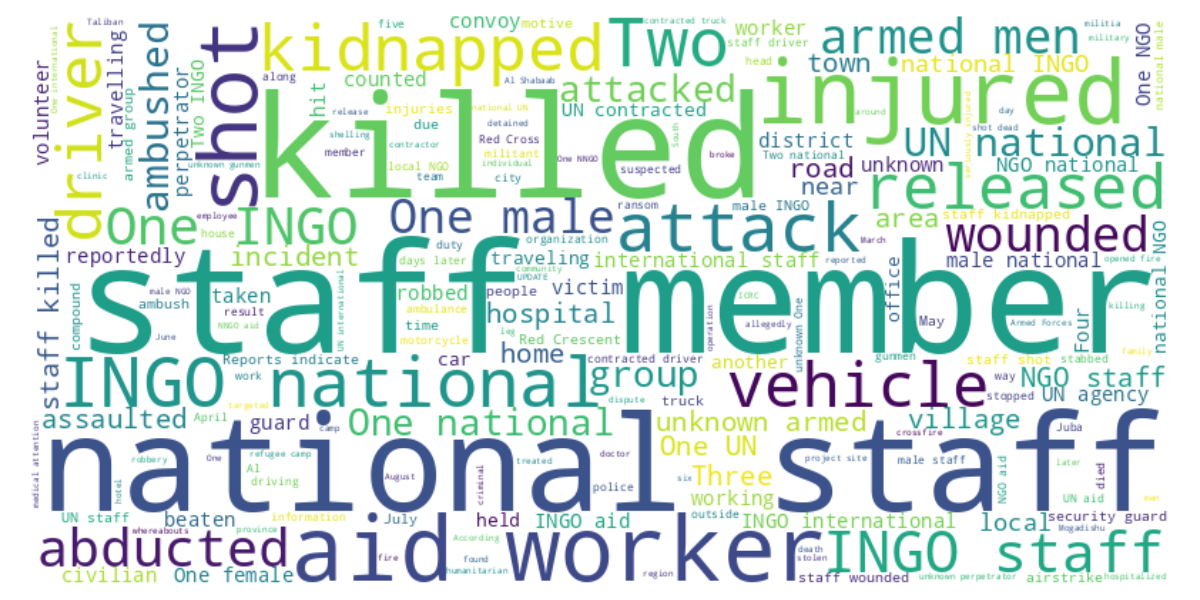 Taliban
five
convoy
motive
contracted truck
militia
military
kidnapped
Two
worker
staff driver
armed men
head
town
national INGO
One NGO
national male
One international
driver
travelling
volunteer
armed group
ambushed
perpetrator
Two INGO
unknown gunmen
shot
along
counted
hit
Al Shabaab
attacked
UN contracted
injured
killed
release
injuries
national UN
detained
due
shelling
contractor
Red Cross
member
local NGO
militant
individual
team
city
One NNGO
suspected
South
broke
around
day
shot dead
seriously injured
district
UN national
Two national
road
unknown
NGO national
near
released
clinic
One INGO
employee
house
One male
ransom
male INGO
attack
area
staff kidnapped
wounded
reportedly
incident
duty
organization
days later
traveling
international staff
March
reported
male national
opened fire
national NGO
staff killed
compound
male NGO
ambush
taken
result
June
NNGO aid
UN international
staff member
robbed
community
UPDATE
people
victim
ambulance
time
hospital
motorcycle
leg
Red Crescent
ICRC
operation
allegedly
unknown One
office
May
Armed Forces
killing
Four
INGO national
Reports indicate
work
car
home
contracted driver
group
another
dispute
truck
vehicle
gunmen
staff shot
stabbed
family
way
stopped
NGO staff
UN agency
assaulted
April
targeted
guard
camp
One national
unknown armed
One UN
village
crossfire
Juba
medical attention
national staff
robbery
One
refugee camp
Al
driving
hotel
August
treated
doctor
criminal
police
six
Three
working
project site
male staff
NGO aid
later
died
UN aid
men
UN staff
beaten
whereabouts
province
information
July
held
INGO aid
outside
INGO international
local
security guard
Mogadishu
abducted
aid worker
INGO staff
According
fire
found
humanitarian
region
death
stolen
civilian
One female
staff wounded
unknown perpetrator
airstrike
hospitalized